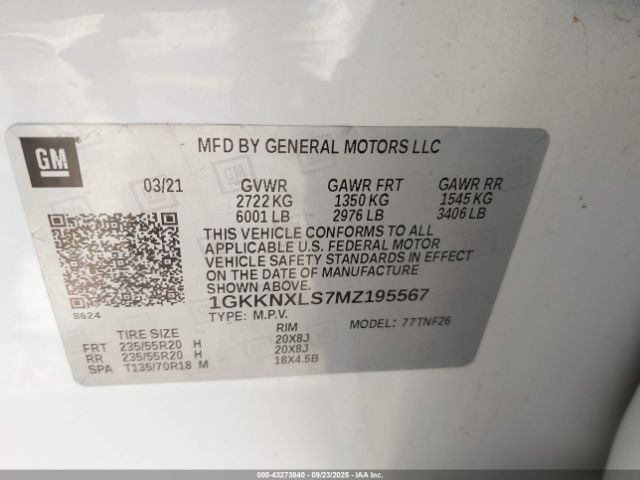 GM
MFD BY GENERAL MOTORS LLC
03/21 GVWR GAWR FRT GAWR RR
2722 KG 1350 KG 1545 KG
6001 LB 2976 LB 3406 LB
THIS VEHICLE CONFORMS TO ALL
APPLICABLE U.S. FEDERAL MOTOR
VEHICLE SAFETY STANDARDS IN
EFFECT ON THE DATE OF MANUFACTURE
SHOWN ABOVE.
8624 1GKKNXLS7MZ195567
TYPE: M.P.V. MODEL: 77TNF26
TIRE SIZE RIM
FRT 235/55R20 H 20X8J
RR 235/55R20 H 20X8J
SPA T135/70R18 M 18X4.5B
000-43273840 - 09/23/2025 - IAAI.COM